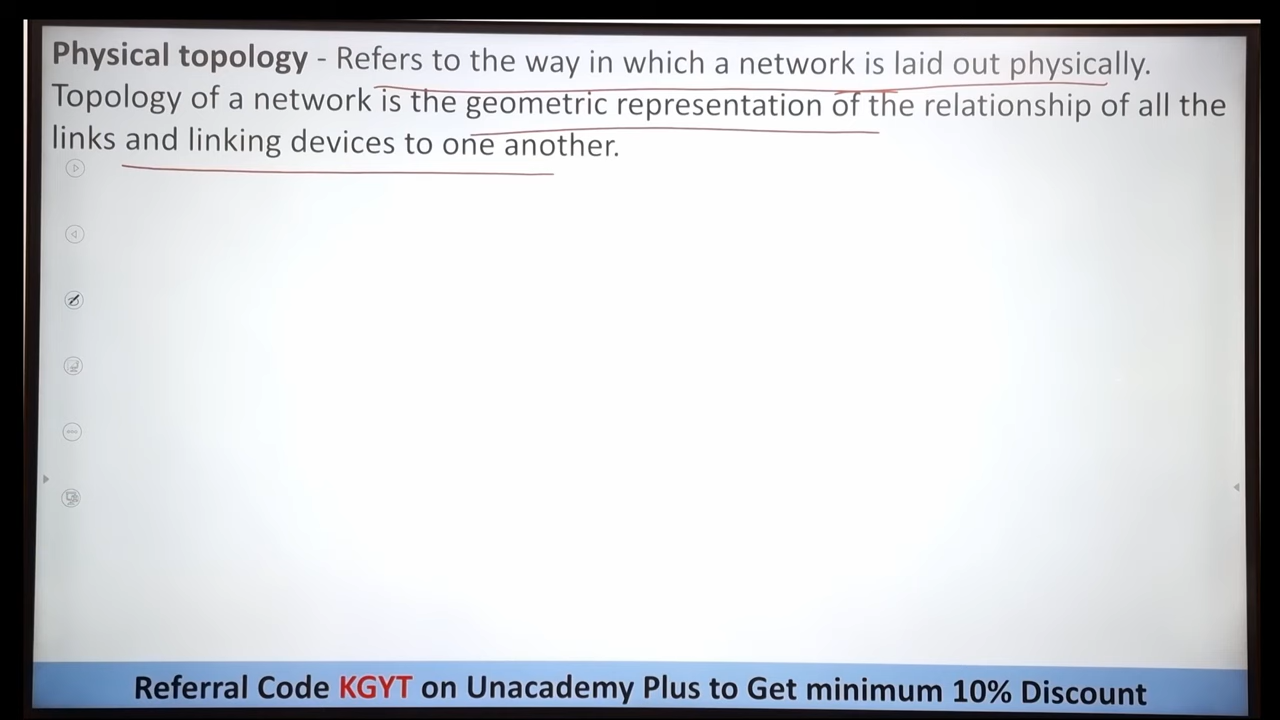 Physical topology - Refers to the way in which a network is laid out physically.
Topology of a network is the geometric representation of the relationship of all the
links and linking devices to one another.
Referral Code KGYT on Unacademy Plus to Get minimum 10% Discount